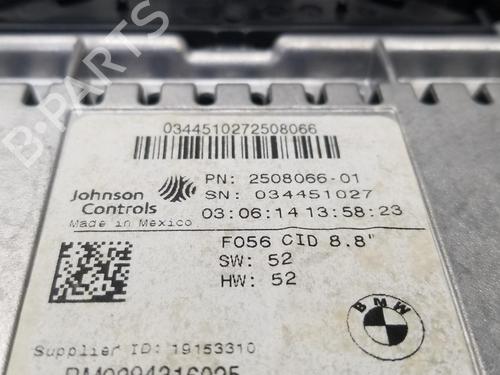 0344510272508066
Johnson Controls
Made in Mexico
PN: 2508066-01
SN: 034451027
03:06:14 13:58:23
F056 CID 8.8"
SW: 52
HW: 52
BMW
Supplier ID: 19153310
B-PARTS